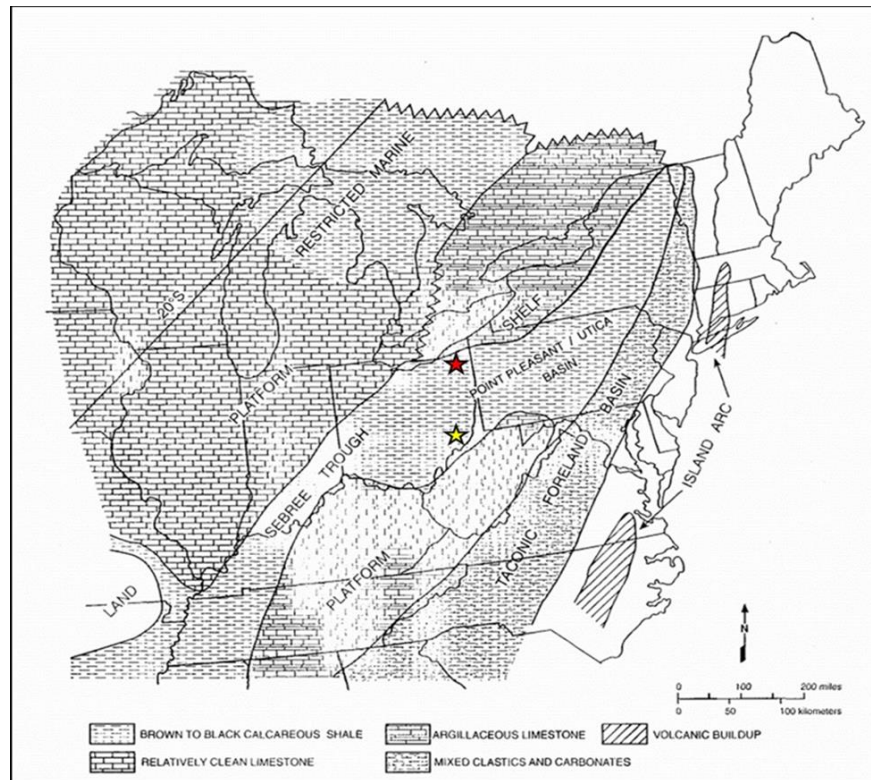 RESTRICTED MARINE
20°S
SHELF
POINT PLEASANT / UTICA
BASIN
PLATFORM
BASIN
SEBREE TROUGH
FORELAND
ISLAND ARC
TACONIC
PLATFORM
LAND
N
0 100 200 miles
0 50 100 kilometers
BROWN TO BLACK CALCAREOUS SHALE
ARGILLACEOUS LIMESTONE
VOLCANIC BUILDUP
RELATIVELY CLEAN LIMESTONE
MIXED CLASTICS AND CARBONATES